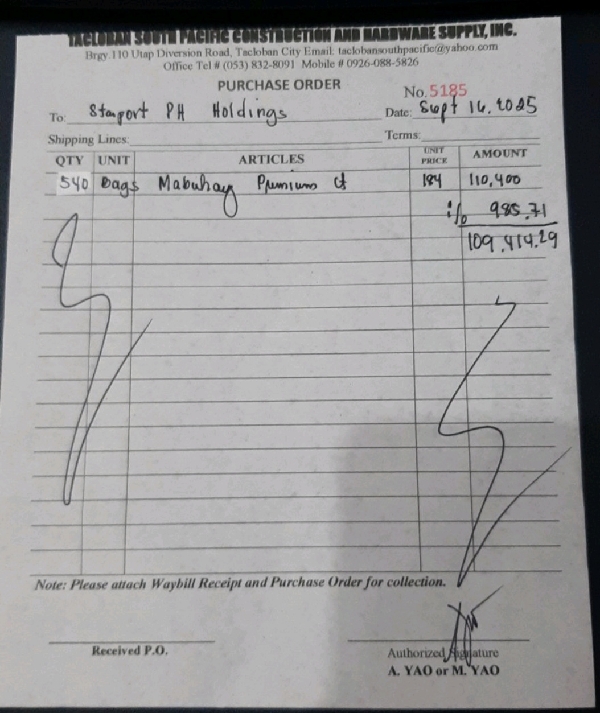 TACLOBAN SOUTH PACIFIC CONSTRUCTION AND HARDWARE SUPPLY, INC.
Brgy.110 Utap Diversion Road, Tacloban City Email: taclobansouthpacific@yahoo.com
Office Tel # (053) 832-8091 Mobile # 0926-088-5826
PURCHASE ORDER
No. 5185
To: Starport PH Holdings Date: Sept 16, 2025
Shipping Lines: Terms:
QTY UNIT ARTICLES UNIT PRICE AMOUNT
540 Bags Mabuhay Premium Ct 184 110,400
1% 985.71
109,414.29
Note: Please attach Waybill Receipt and Purchase Order for collection.
Received P.O.
Authorized Signature
A. YAO or M. YAO